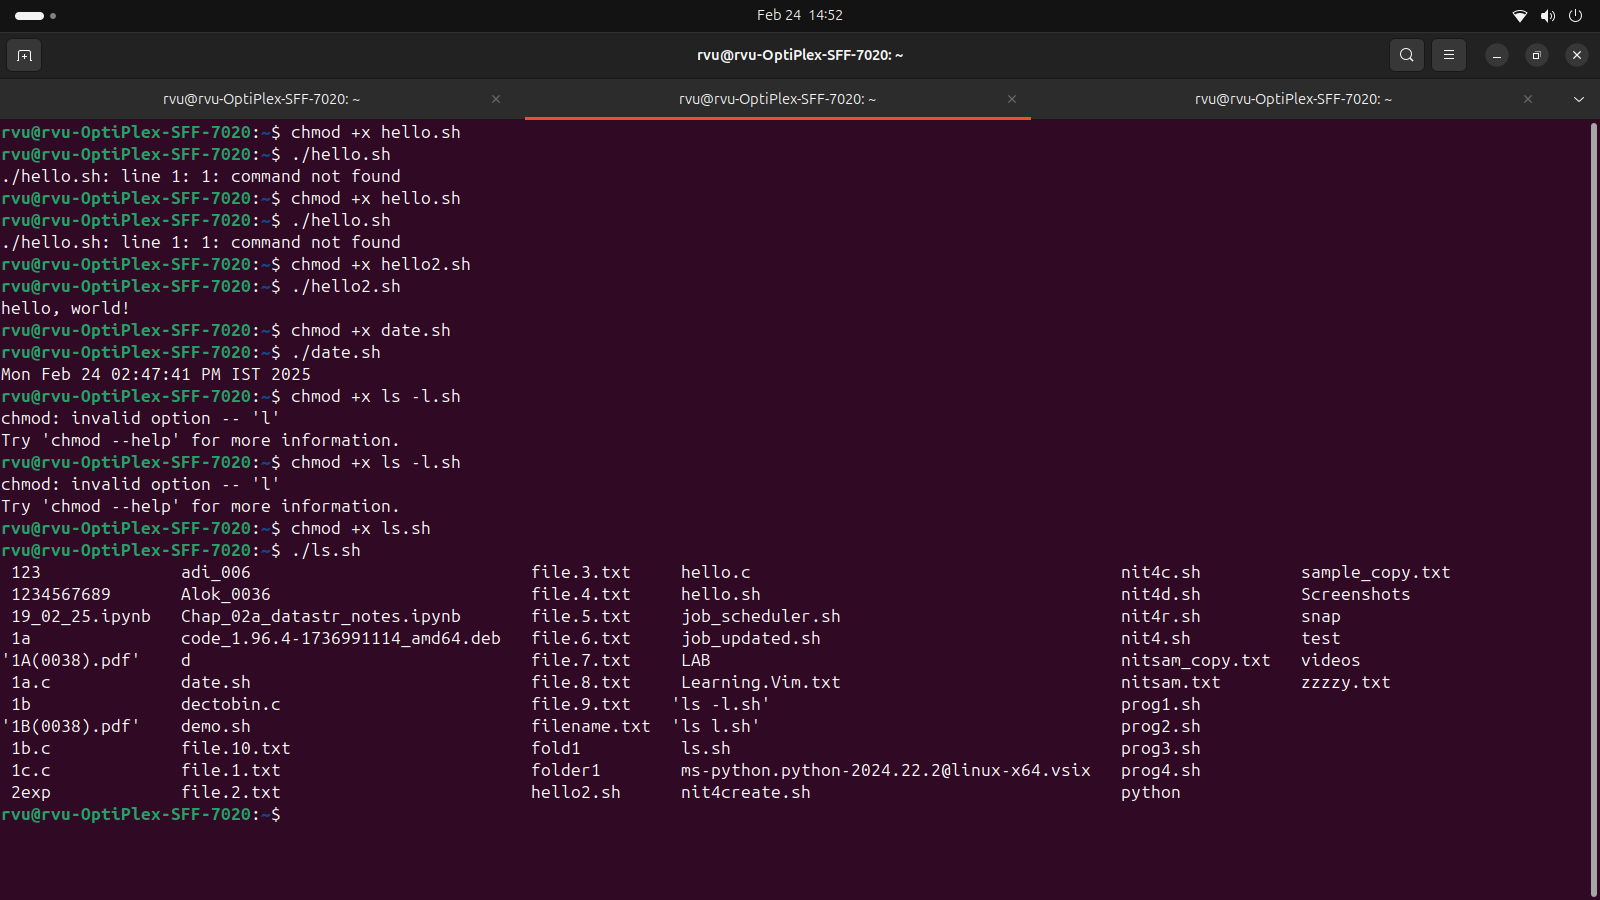 Feb 24 14:52
rvu@rvu-OptiPlex-SFF-7020: ~
rvu@rvu-OptiPlex-SFF-7020: ~ rvu@rvu-OptiPlex-SFF-7020: ~ rvu@rvu-OptiPlex-SFF-7020: ~
rvu@rvu-OptiPlex-SFF-7020:~$ chmod +x hello.sh
rvu@rvu-OptiPlex-SFF-7020:~$ ./hello.sh
./hello.sh: line 1: 1: command not found
rvu@rvu-OptiPlex-SFF-7020:~$ chmod +x hello.sh
rvu@rvu-OptiPlex-SFF-7020:~$ ./hello.sh
./hello.sh: line 1: 1: command not found
rvu@rvu-OptiPlex-SFF-7020:~$ chmod +x hello2.sh
rvu@rvu-OptiPlex-SFF-7020:~$ ./hello2.sh
hello, world!
rvu@rvu-OptiPlex-SFF-7020:~$ chmod +x date.sh
rvu@rvu-OptiPlex-SFF-7020:~$ ./date.sh
Mon Feb 24 02:47:41 PM IST 2025
rvu@rvu-OptiPlex-SFF-7020:~$ chmod +x ls -l.sh
chmod: invalid option -- 'l'
Try 'chmod --help' for more information.
rvu@rvu-OptiPlex-SFF-7020:~$ chmod +x ls -l.sh
chmod: invalid option -- 'l'
Try 'chmod --help' for more information.
rvu@rvu-OptiPlex-SFF-7020:~$ chmod +x ls.sh
rvu@rvu-OptiPlex-SFF-7020:~$ ./ls.sh
123 adi_006 file.3.txt hello.c nit4c.sh sample_copy.txt
1234567689 Alok_0036 file.4.txt hello.sh nit4d.sh Screenshots
19_02_25.ipynb Chap_02a_datastr_notes.ipynb file.5.txt job_scheduler.sh nit4r.sh snap
1a code_1.96.4-1736991114_amd64.deb file.6.txt job_updated.sh nit4.sh test
'1A(0038).pdf' d file.7.txt LAB nitsam_copy.txt videos
1a.c date.sh file.8.txt Learning.Vim.txt nitsam.txt zzzzy.txt
1b dectobin.c file.9.txt 'ls -l.sh' prog1.sh
'1B(0038).pdf' demo.sh filename.txt 'ls l.sh' prog2.sh
1b.c file.10.txt fold1 ls.sh prog3.sh
1c.c file.1.txt folder1 ms-python.python-2024.22.2@linux-x64.vsix prog4.sh
2exp file.2.txt hello2.sh nit4create.sh python
rvu@rvu-OptiPlex-SFF-7020:~$